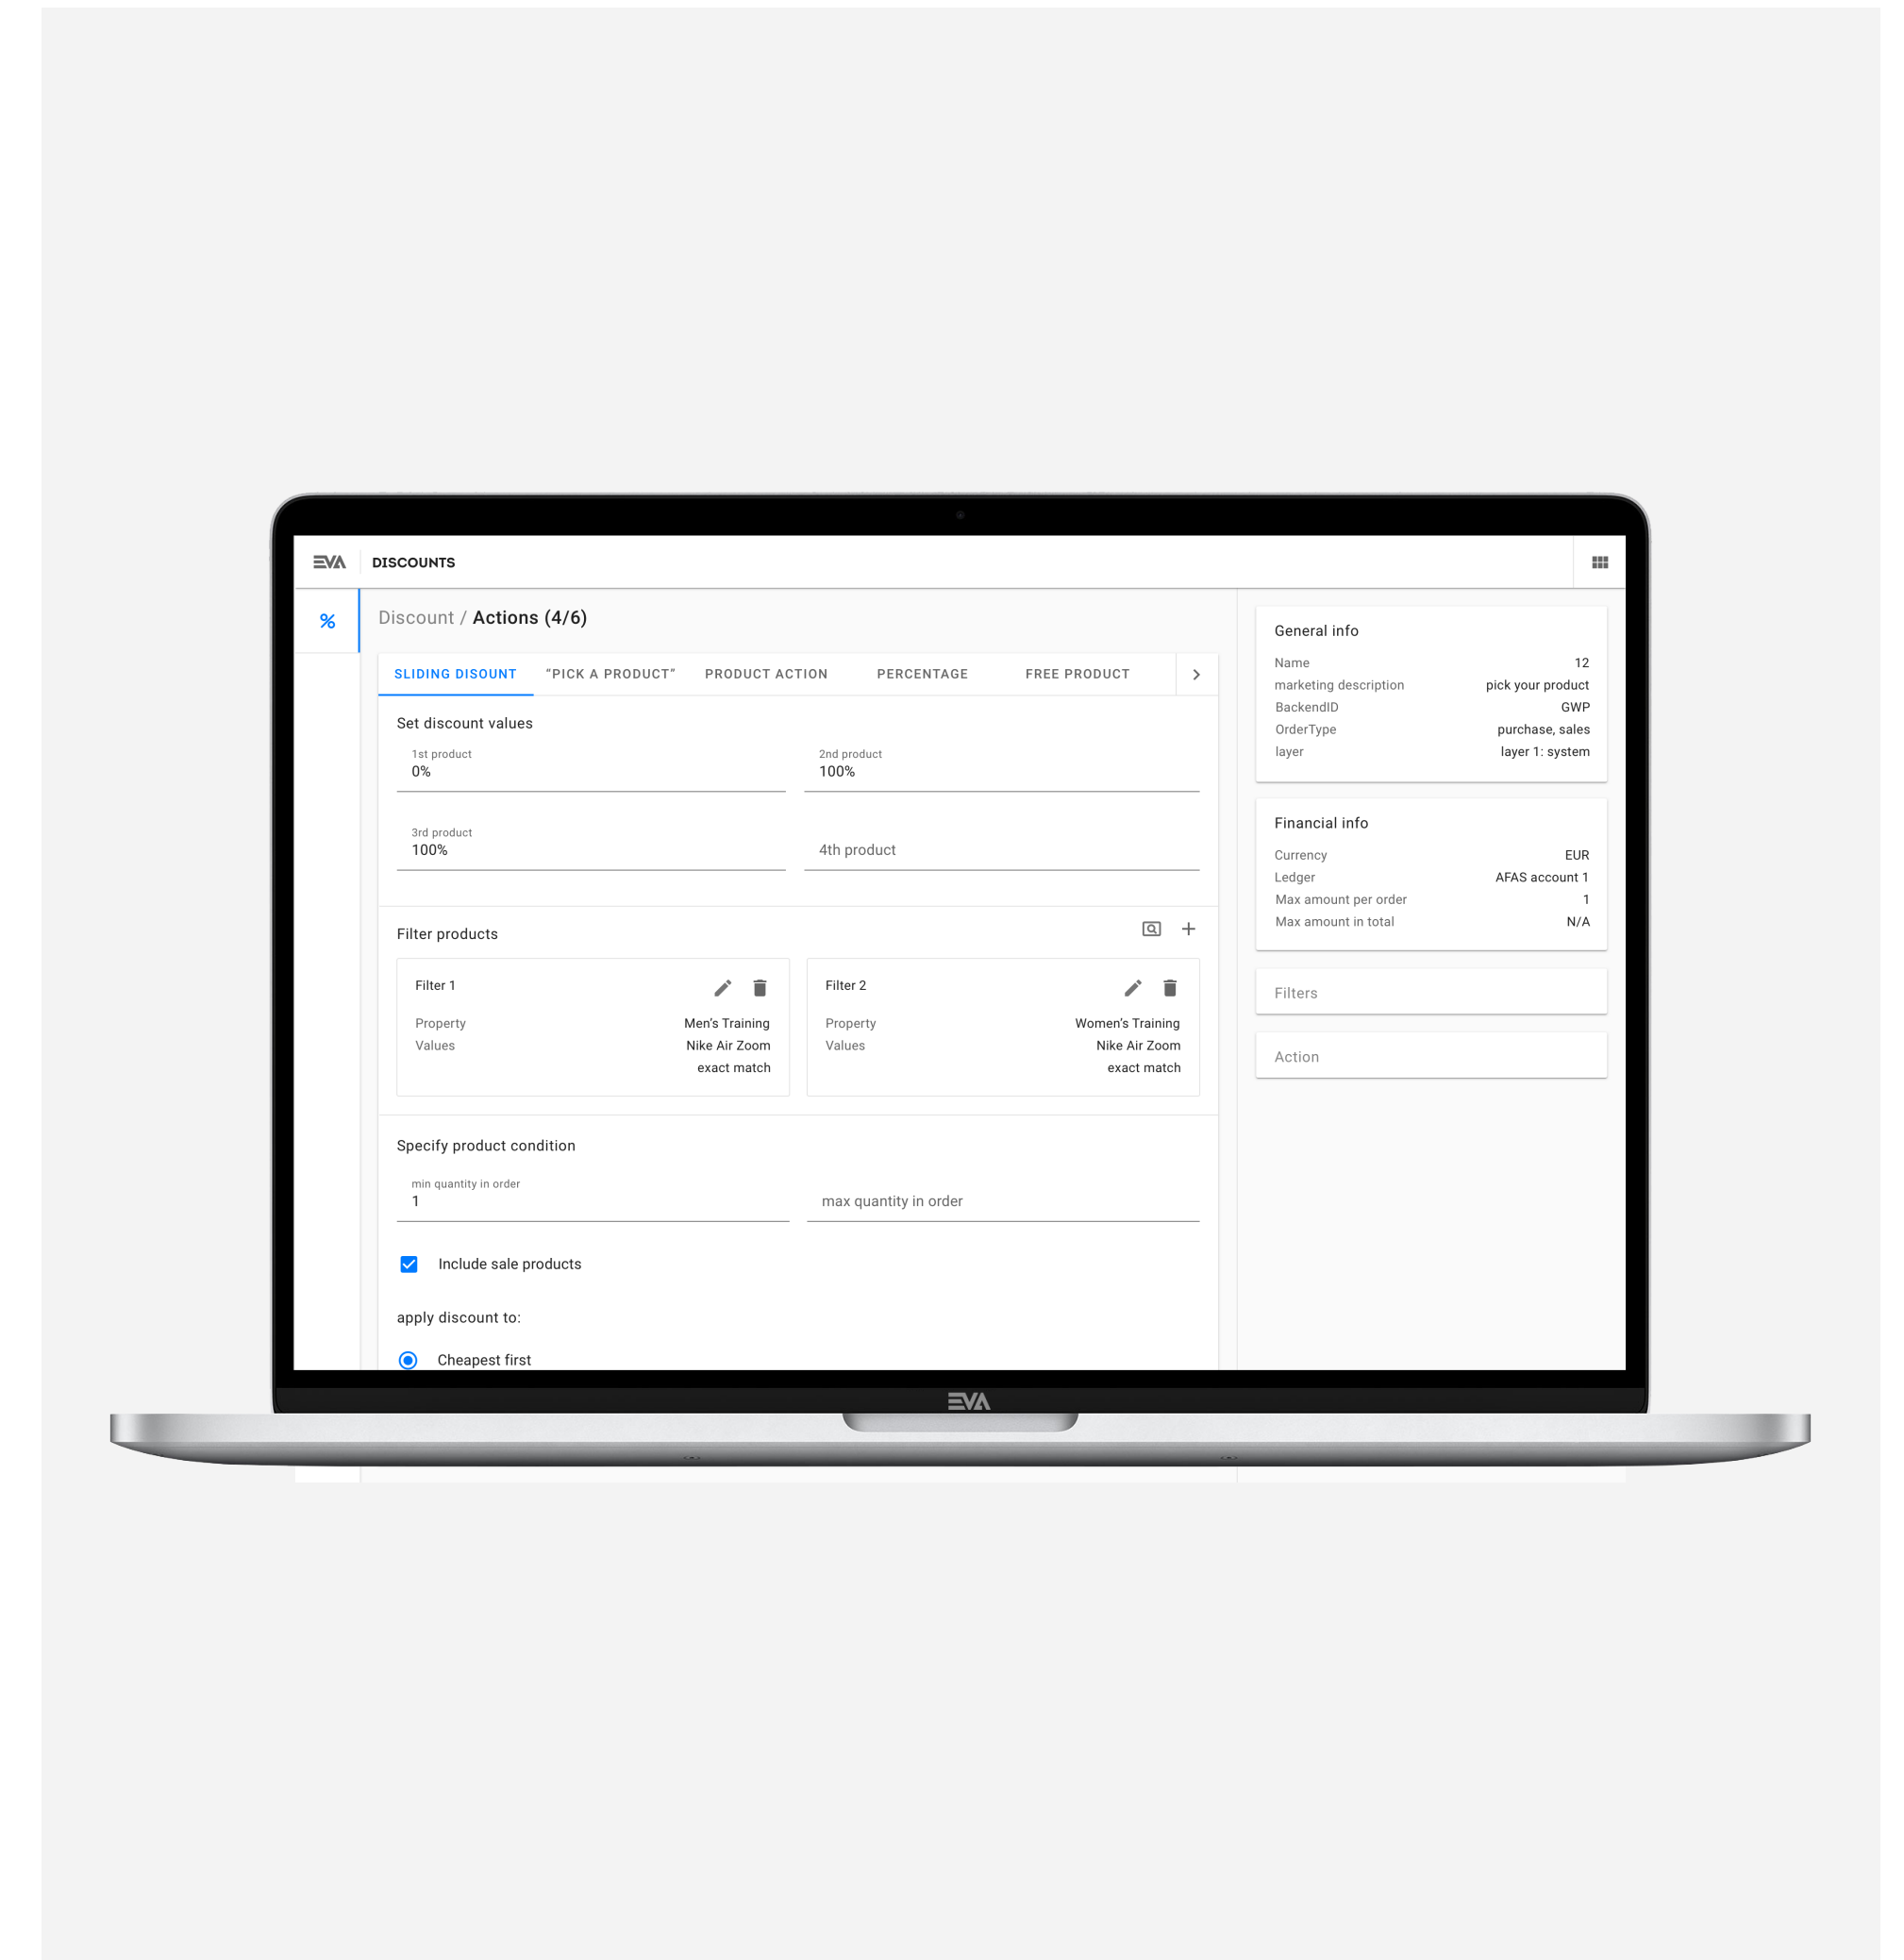 EVA
DISCOUNTS
%
Discount / Actions (4/6)
SLIDING DISOUNT
“PICK A PRODUCT”
PRODUCT ACTION
PERCENTAGE
FREE PRODUCT
Set discount values
1st product
0%
2nd product
100%
3rd product
100%
4th product
Filter products
Filter 1
Property Men’s Training
Values Nike Air Zoom
exact match
Filter 2
Property Women’s Training
Values Nike Air Zoom
exact match
Specify product condition
min quantity in order
1
max quantity in order
Include sale products
apply discount to:
Cheapest first
General info
Name 12
marketing description pick your product
BackendID GWP
OrderType purchase, sales
layer layer 1: system
Financial info
Currency EUR
Ledger AFAS account 1
Max amount per order 1
Max amount in total N/A
Filters
Action
EVA